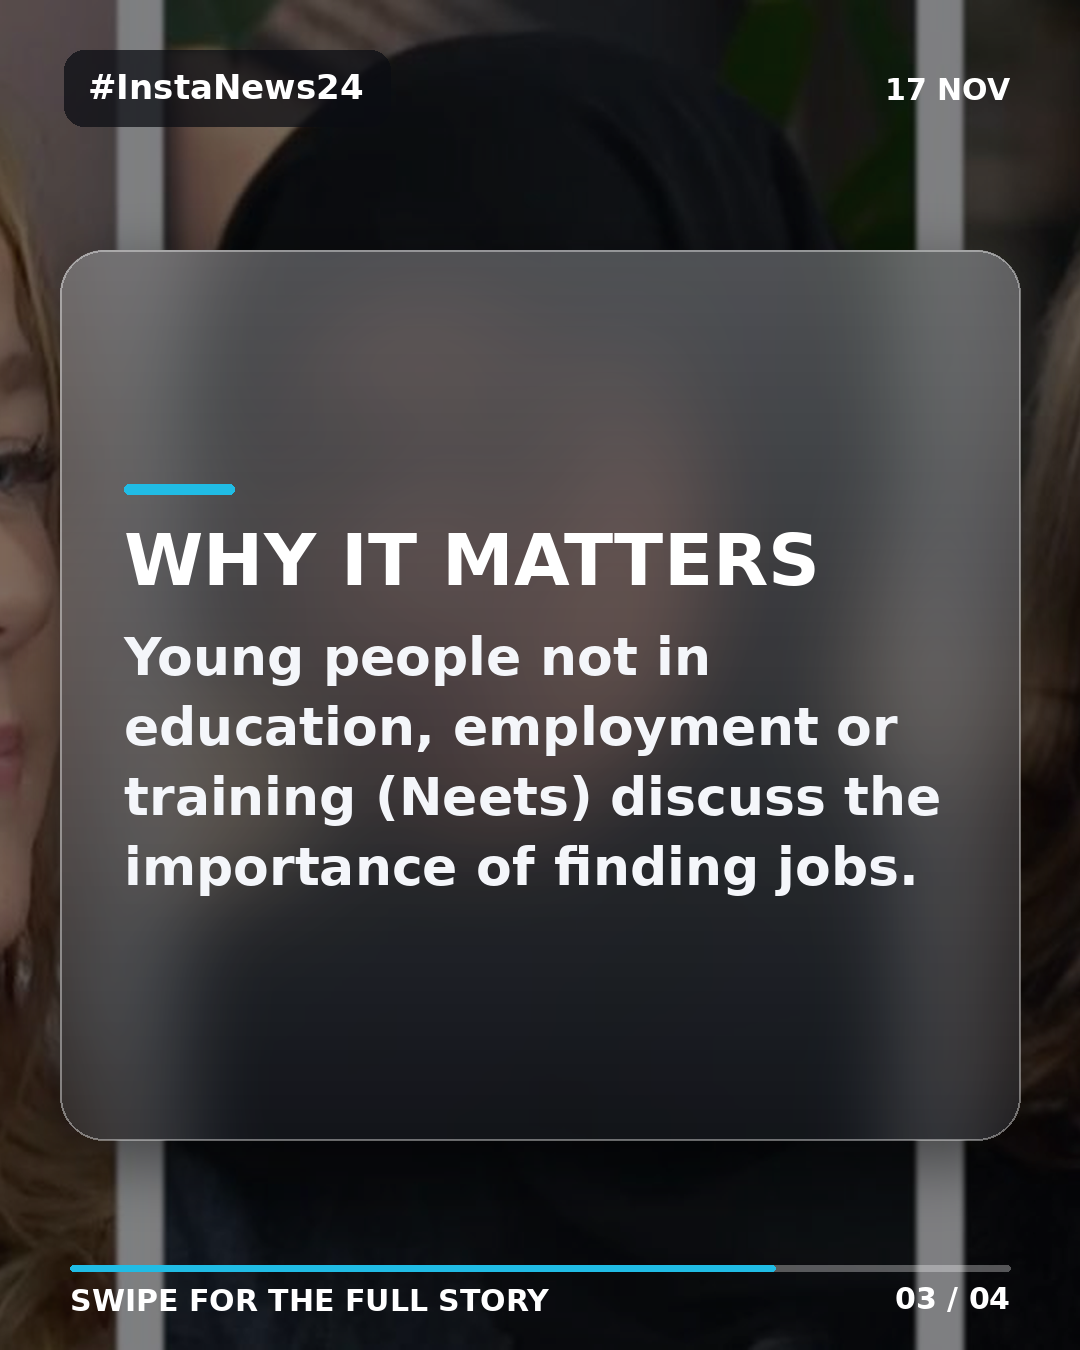 #InstaNews24
17 NOV
WHY IT MATTERS
Young people not in
education, employment or
training (Neets) discuss the
importance of finding jobs.
SWIPE FOR THE FULL STORY
03 / 04